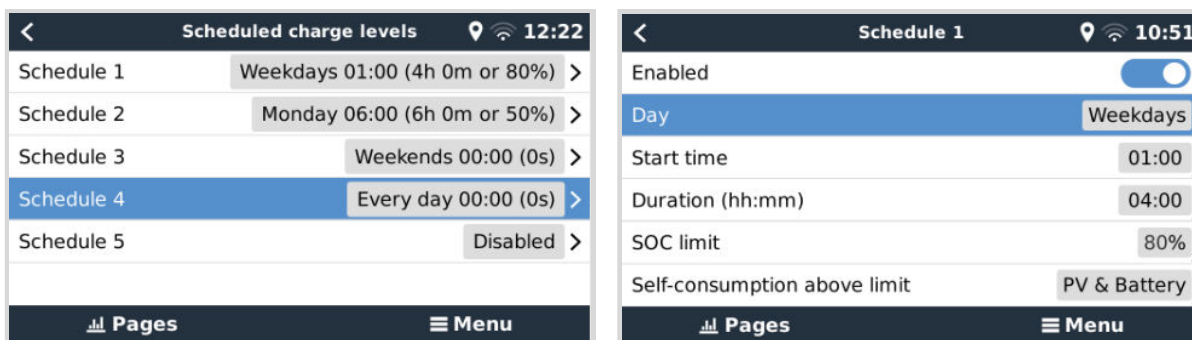 Scheduled charge levels 12:22
Schedule 1 Weekdays 01:00 (4h 0m or 80%)
Schedule 2 Monday 06:00 (6h 0m or 50%)
Schedule 3 Weekends 00:00 (0s)
Schedule 4 Every day 00:00 (0s)
Schedule 5 Disabled
Pages Menu
Schedule 1 10:51
Enabled
Day Weekdays
Start time 01:00
Duration (hh:mm) 04:00
SOC limit 80%
Self-consumption above limit PV & Battery
Pages Menu